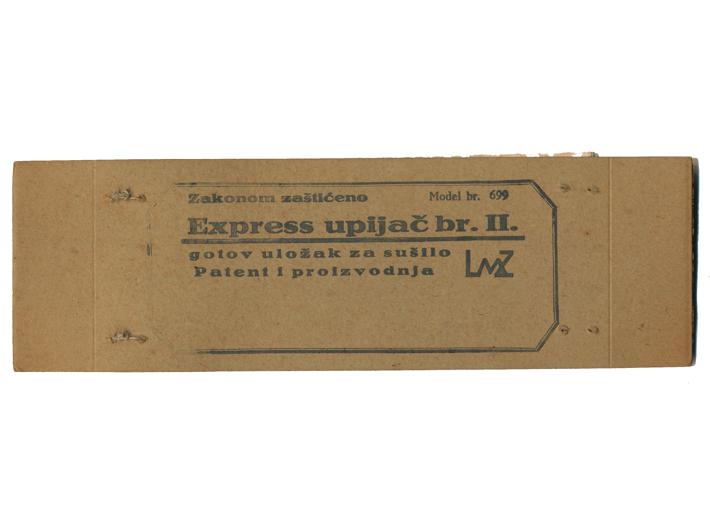 Zakonom zaštićeno Model br. 699
Express upijač br. II.
gotov uložak za sušilo
Patent i proizvodnja LMZ